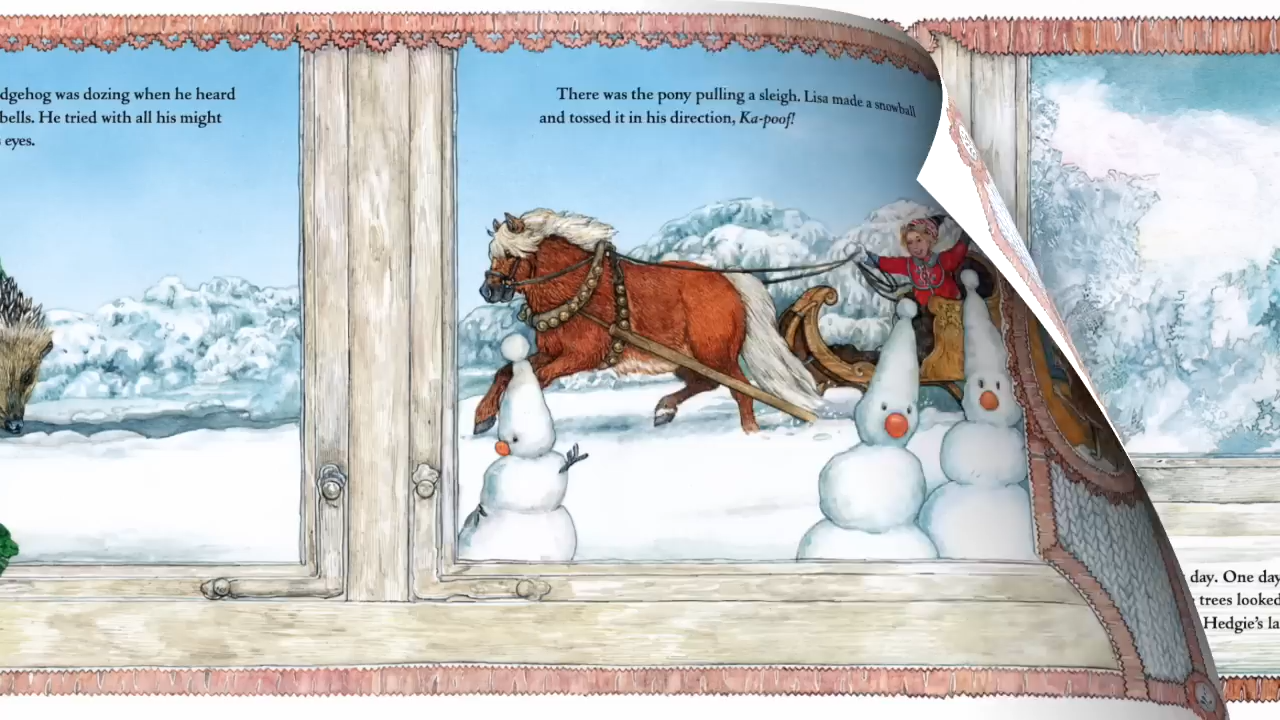 dgehog was dozing when he heard
bells. He tried with all his might
eyes.
There was the pony pulling a sleigh. Lisa made a snowball
and tossed it in his direction, Ka-poof!
day. One day
trees looked
Hedgie's la